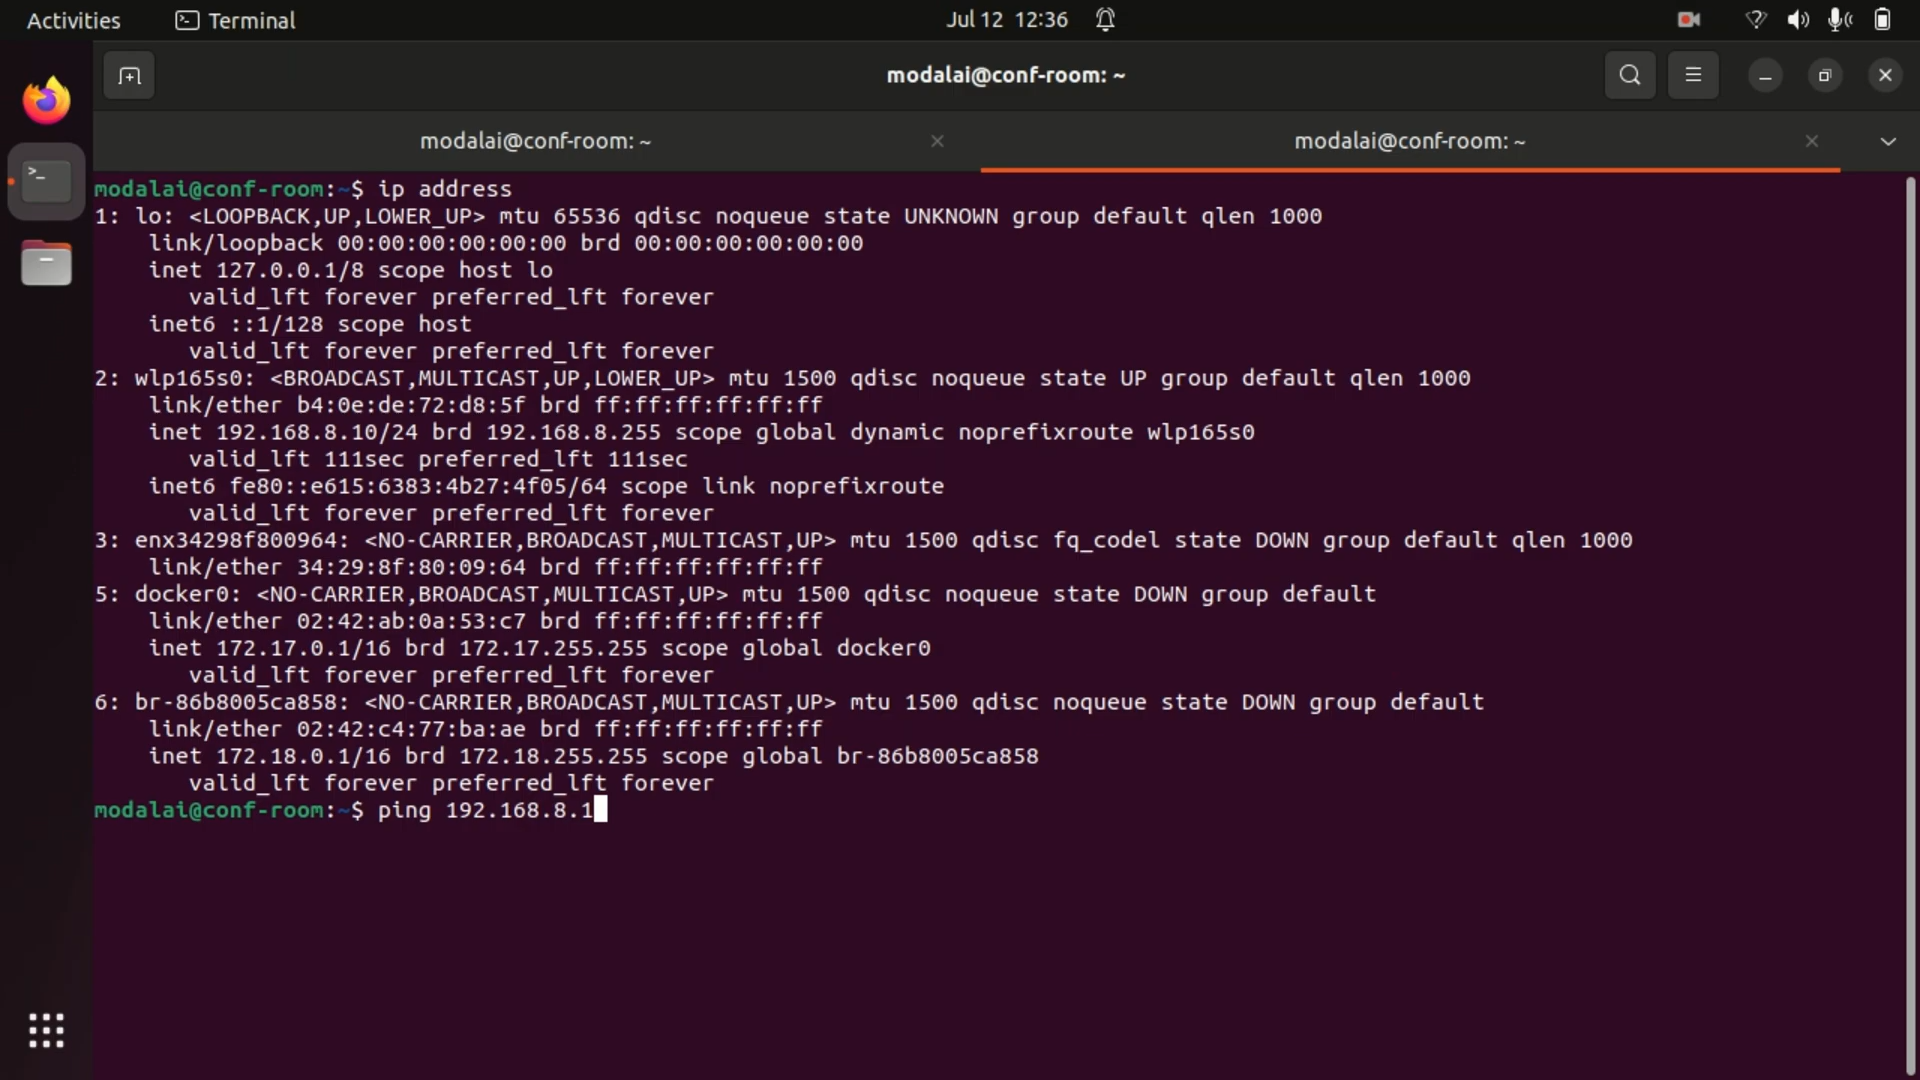 Activities Terminal Jul 12 12:36
modalai@conf-room: ~
modalai@conf-room: ~ modalai@conf-room: ~
modalai@conf-room:~$ ip address
1: lo: <LOOPBACK,UP,LOWER_UP> mtu 65536 qdisc noqueue state UNKNOWN group default qlen 1000
    link/loopback 00:00:00:00:00:00 brd 00:00:00:00:00:00
    inet 127.0.0.1/8 scope host lo
       valid_lft forever preferred_lft forever
    inet6 ::1/128 scope host
       valid_lft forever preferred_lft forever
2: wlp165s0: <BROADCAST,MULTICAST,UP,LOWER_UP> mtu 1500 qdisc noqueue state UP group default qlen 1000
    link/ether b4:0e:de:72:d8:5f brd ff:ff:ff:ff:ff:ff
    inet 192.168.8.10/24 brd 192.168.8.255 scope global dynamic noprefixroute wlp165s0
       valid_lft 111sec preferred_lft 111sec
    inet6 fe80::e615:6383:4b27:4f05/64 scope link noprefixroute
       valid_lft forever preferred_lft forever
3: enx34298f800964: <NO-CARRIER,BROADCAST,MULTICAST,UP> mtu 1500 qdisc fq_codel state DOWN group default qlen 1000
    link/ether 34:29:8f:80:09:64 brd ff:ff:ff:ff:ff:ff
5: docker0: <NO-CARRIER,BROADCAST,MULTICAST,UP> mtu 1500 qdisc noqueue state DOWN group default
    link/ether 02:42:ab:0a:53:c7 brd ff:ff:ff:ff:ff:ff
    inet 172.17.0.1/16 brd 172.17.255.255 scope global docker0
       valid_lft forever preferred_lft forever
6: br-86b8005ca858: <NO-CARRIER,BROADCAST,MULTICAST,UP> mtu 1500 qdisc noqueue state DOWN group default
    link/ether 02:42:c4:77:ba:ae brd ff:ff:ff:ff:ff:ff
    inet 172.18.0.1/16 brd 172.18.255.255 scope global br-86b8005ca858
       valid_lft forever preferred_lft forever
modalai@conf-room:~$ ping 192.168.8.1